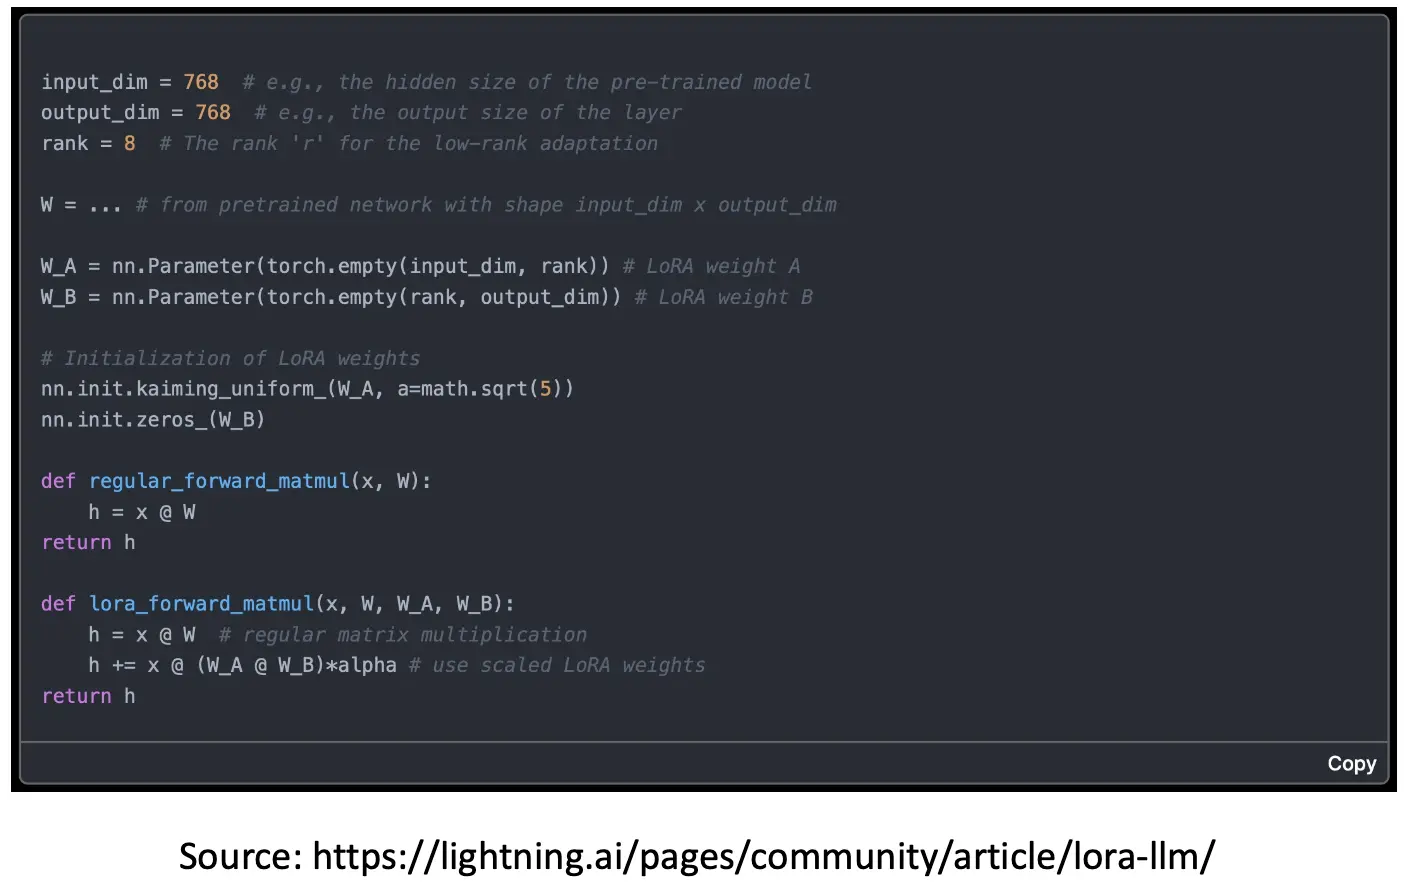 input_dim = 768  # e.g., the hidden size of the pre-trained model
output_dim = 768  # e.g., the output size of the layer
rank = 8  # The rank 'r' for the low-rank adaptation
W = ... # from pretrained network with shape input_dim x output_dim
W_A = nn.Parameter(torch.empty(input_dim, rank)) # LoRA weight A
W_B = nn.Parameter(torch.empty(rank, output_dim)) # LoRA weight B
# Initialization of LoRA weights
nn.init.kaiming_uniform_(W_A, a=math.sqrt(5))
nn.init.zeros_(W_B)
def regular_forward_matmul(x, W):
    h = x @ W
return h
def lora_forward_matmul(x, W, W_A, W_B):
    h = x @ W  # regular matrix multiplication
    h += x @ (W_A @ W_B)*alpha # use scaled LoRA weights
return h
Copy
Source: https://lightning.ai/pages/community/article/lora-llm/